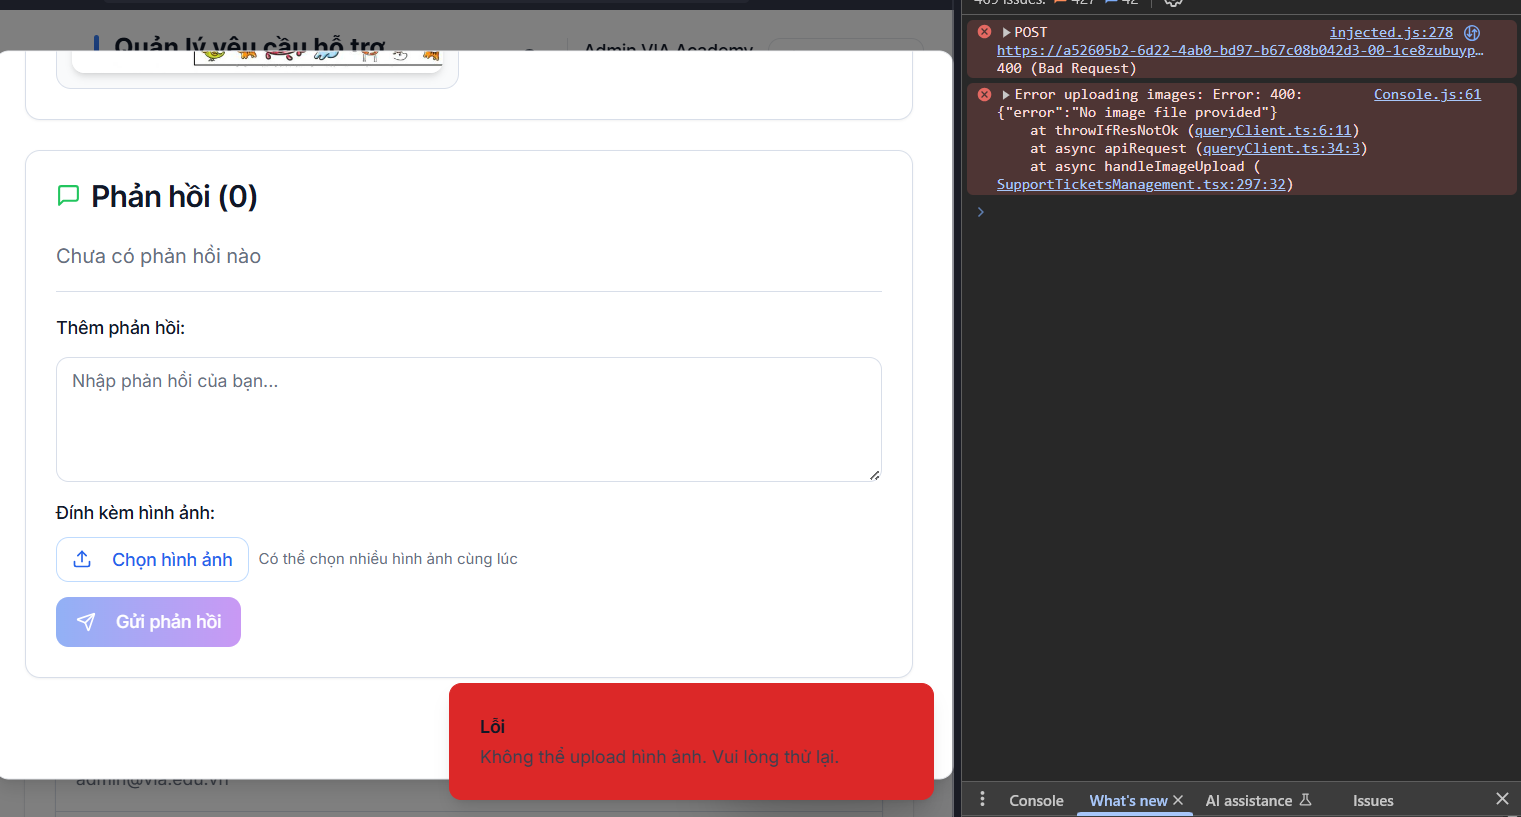 Quản lý yêu cầu hỗ trợ
Admin VIA Academy
Phản hồi (0)
Chưa có phản hồi nào
Thêm phản hồi:
Nhập phản hồi của bạn...
Đính kèm hình ảnh:
Chọn hình ảnh
Có thể chọn nhiều hình ảnh cùng lúc
Gửi phản hồi
Lỗi
Không thể upload hình ảnh. Vui lòng thử lại.
admin@via.edu.vn
469 Issues: 427 42
POST injected.js:278
https://a52605b2-6d22-4ab0-bd97-b67c08b042d3-00-1ce8zubuyp…
400 (Bad Request)
Error uploading images: Error: 400: Console.js:61
{"error":"No image file provided"}
at throwIfResNotOk (queryClient.ts:6:11)
at async apiRequest (queryClient.ts:34:3)
at async handleImageUpload (
SupportTicketsManagement.tsx:297:32)
Console
What's new
AI assistance
Issues